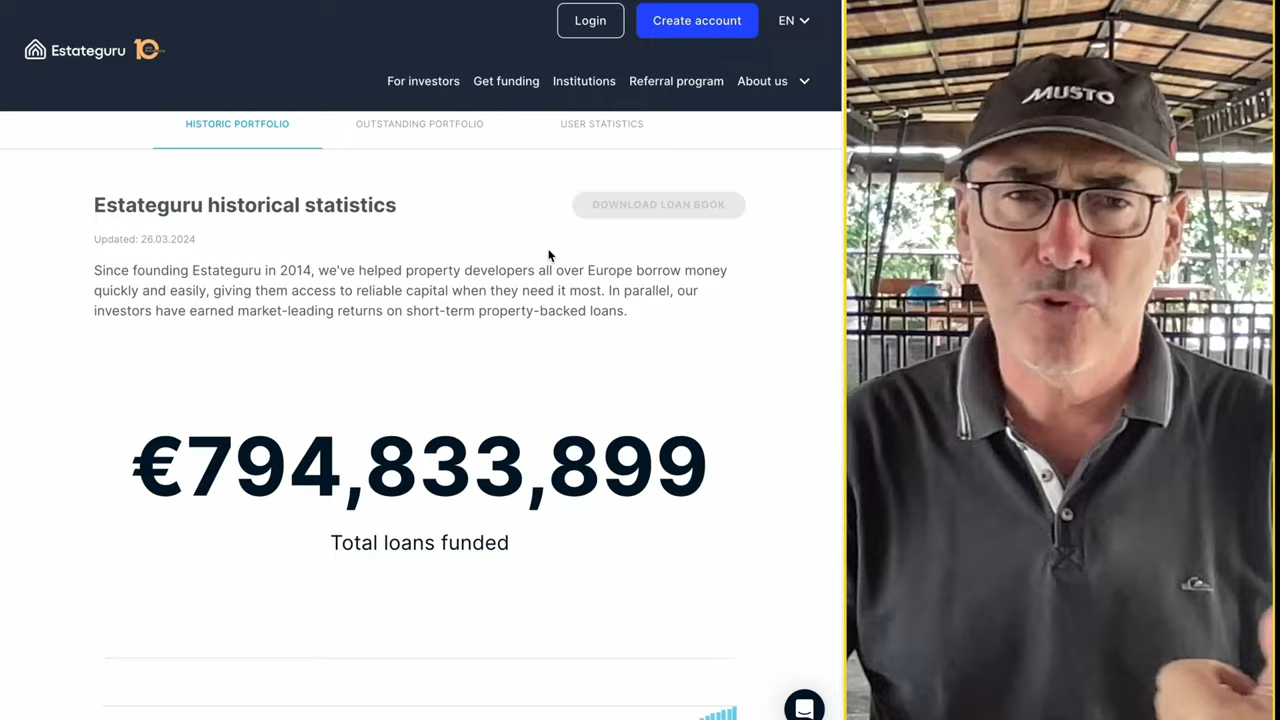 Login
Create account
EN
Estateguru 10
For investors
Get funding
Institutions
Referral program
About us
HISTORIC PORTFOLIO
OUTSTANDING PORTFOLIO
USER STATISTICS
Estateguru historical statistics
DOWNLOAD LOAN BOOK
Updated: 26.03.2024
Since founding Estateguru in 2014, we've helped property developers all over Europe borrow money
quickly and easily, giving them access to reliable capital when they need it most. In parallel, our
investors have earned market-leading returns on short-term property-backed loans.
€794,833,899
Total loans funded
MUSTO